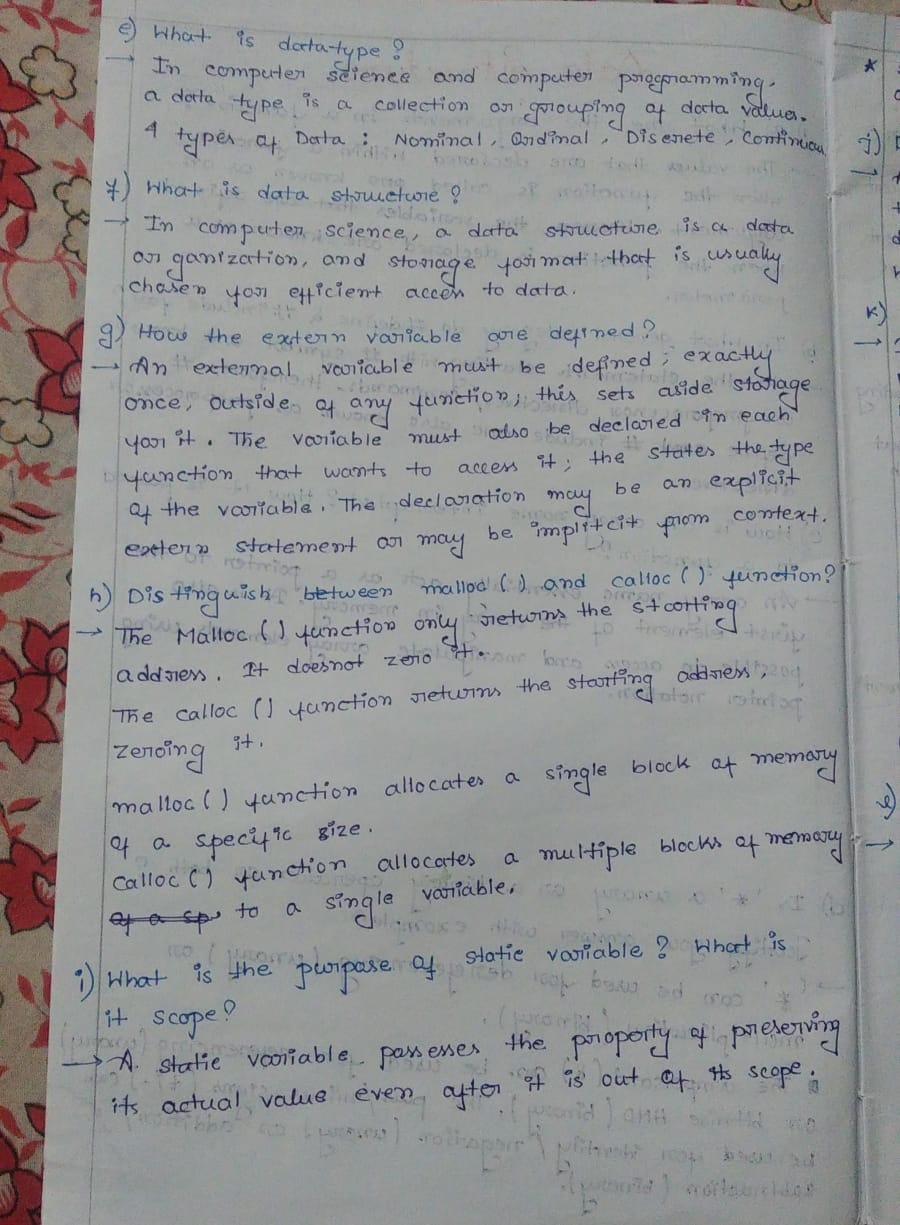 e) What is data-type?
→ In computer science and computer programming,
a data type is a collection or grouping of data values.
4 types of Data : Nominal, Ordinal, Discrete, Continuou
f) What is data structure?
→ In computer science, a data structure is a data
organization, and storage format that is usually
chosen for efficient access to data.
g) How the extern variable are defined?
→ An external variable must be defined, exactly
once, outside of any function; this sets aside storage
for it. The variable must also be declared in each
function that wants to access it; the states the type
of the variable. The declaration may be an explicit
extern statement or may be implitcit from context.
h) Distinguish between malloc() and calloc() function?
→ The Malloc() function only returns the starting
address. It doesnot zero it.
The calloc() function returns the starting address,
zeroing it.
malloc() function allocates a single block of memory
of a specific size.
Calloc() function allocates a multiple blocks of memory
of a sp to a single variable.
i) What is the purpose of static variable? What is
it scope?
→ A static variable possesses the propoty of preserving
its actual value even after it is out of its scope.
*
j)
→
k)
→
l)
→